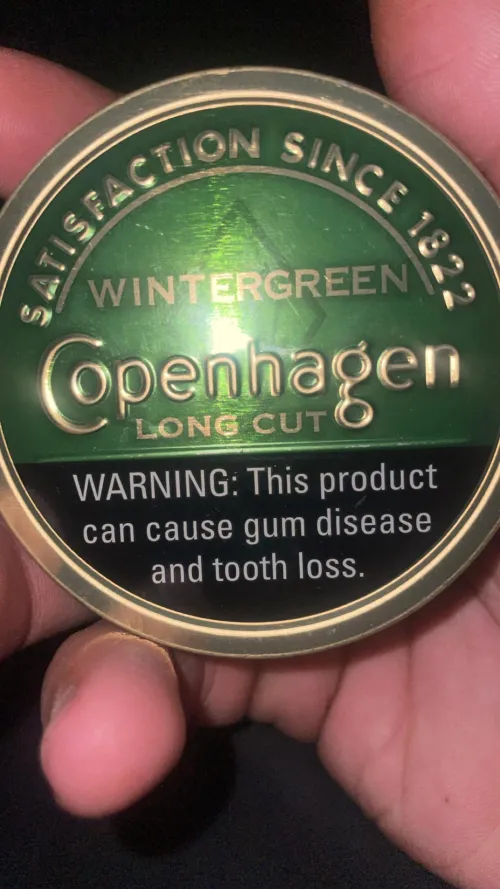 SATISFACTION SINCE 1822
WINTERGREEN
Copenhagen
LONG CUT
WARNING: This product
can cause gum disease
and tooth loss.